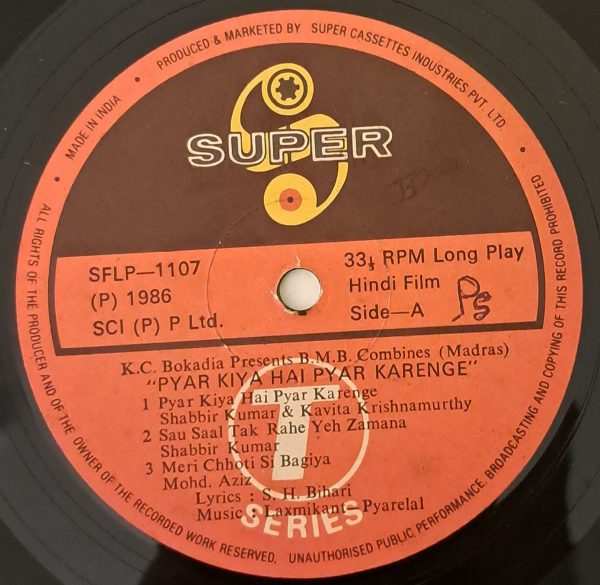 MADE IN INDIA • PRODUCED & MARKETED BY SUPER CASSETTES INDUSTRIES PVT. LTD.
SUPER
SFLP—1107
(P) 1986
SCI (P) P Ltd.
33⅓ RPM Long Play
Hindi Film
Side—A
PS
K.C. Bokadia Presents B.M.B. Combines (Madras)
"PYAR KIYA HAI PYAR KARENGE"
1 Pyar Kiya Hai Pyar Karenge
Shabbir Kumar & Kavita Krishnamurthy
2 Sau Saal Tak Rahe Yeh Zamana
Shabbir Kumar
3 Meri Chhoti Si Bagiya
Mohd. Aziz
Lyrics : S. H. Bihari
Music : Laxmikant—Pyarelal
T
SERIES
ALL RIGHTS OF THE PRODUCER AND OF THE OWNER OF THE RECORDED WORK RESERVED. UNAUTHORISED PUBLIC PERFORMANCE, BROADCASTING AND COPYING OF THIS RECORD PROHIBITED